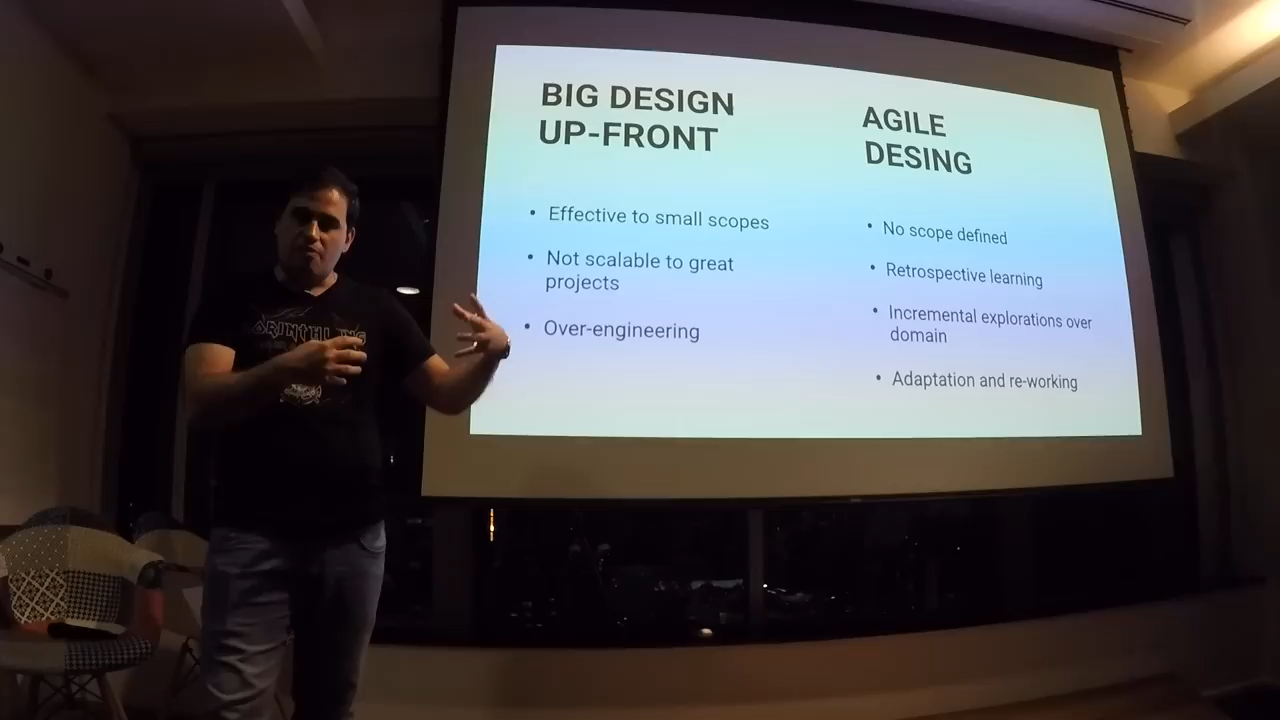 BIG DESIGN
UP-FRONT
• Effective to small scopes
• Not scalable to great
projects
• Over-engineering
AGILE
DESING
• No scope defined
• Retrospective learning
• Incremental explorations over
domain
• Adaptation and re-working